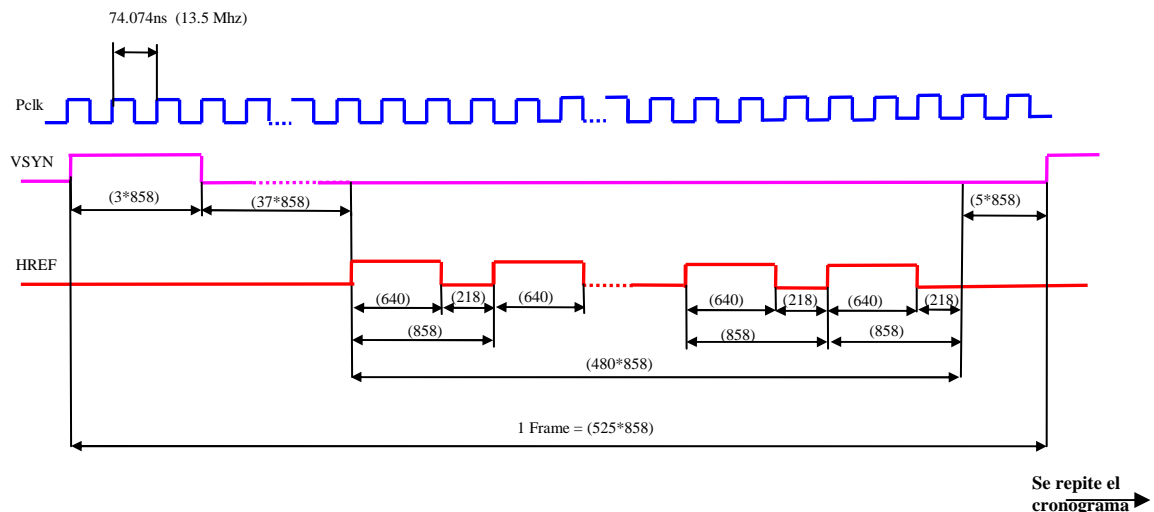 74.074ns (13.5 Mhz)
Pclk
VSYN
(3*858)
(37*858)
(5*858)
HREF
(640)
(218)
(640)
(640)
(218)
(640)
(218)
(858)
(858)
(858)
(480*858)
1 Frame = (525*858)
Se repite el
cronograma